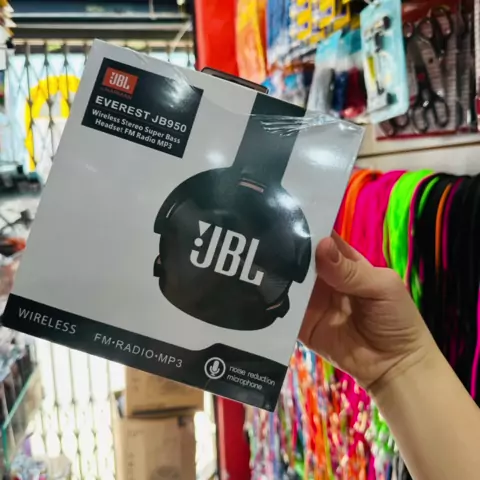 JBL
EVEREST JB950
Wireless Stereo Super Bass
Headset FM Radio MP3
JBL
WIRELESS
FM•RADIO•MP3
noise reduction
microphone